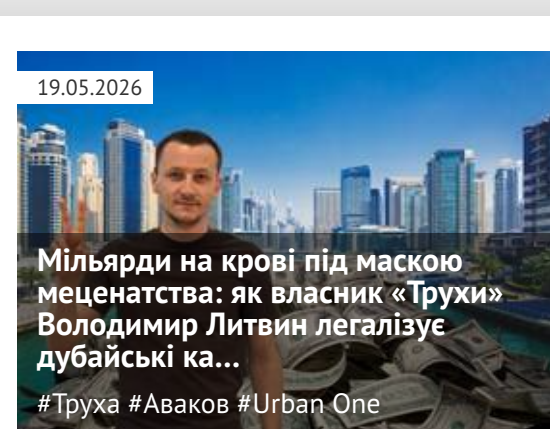 19.05.2026
Мільярди на крові під маскою
меценатства: як власник «Трухи»
Володимир Литвин легалізує
дубайські ка...
#Труха #Аваков #Urban One